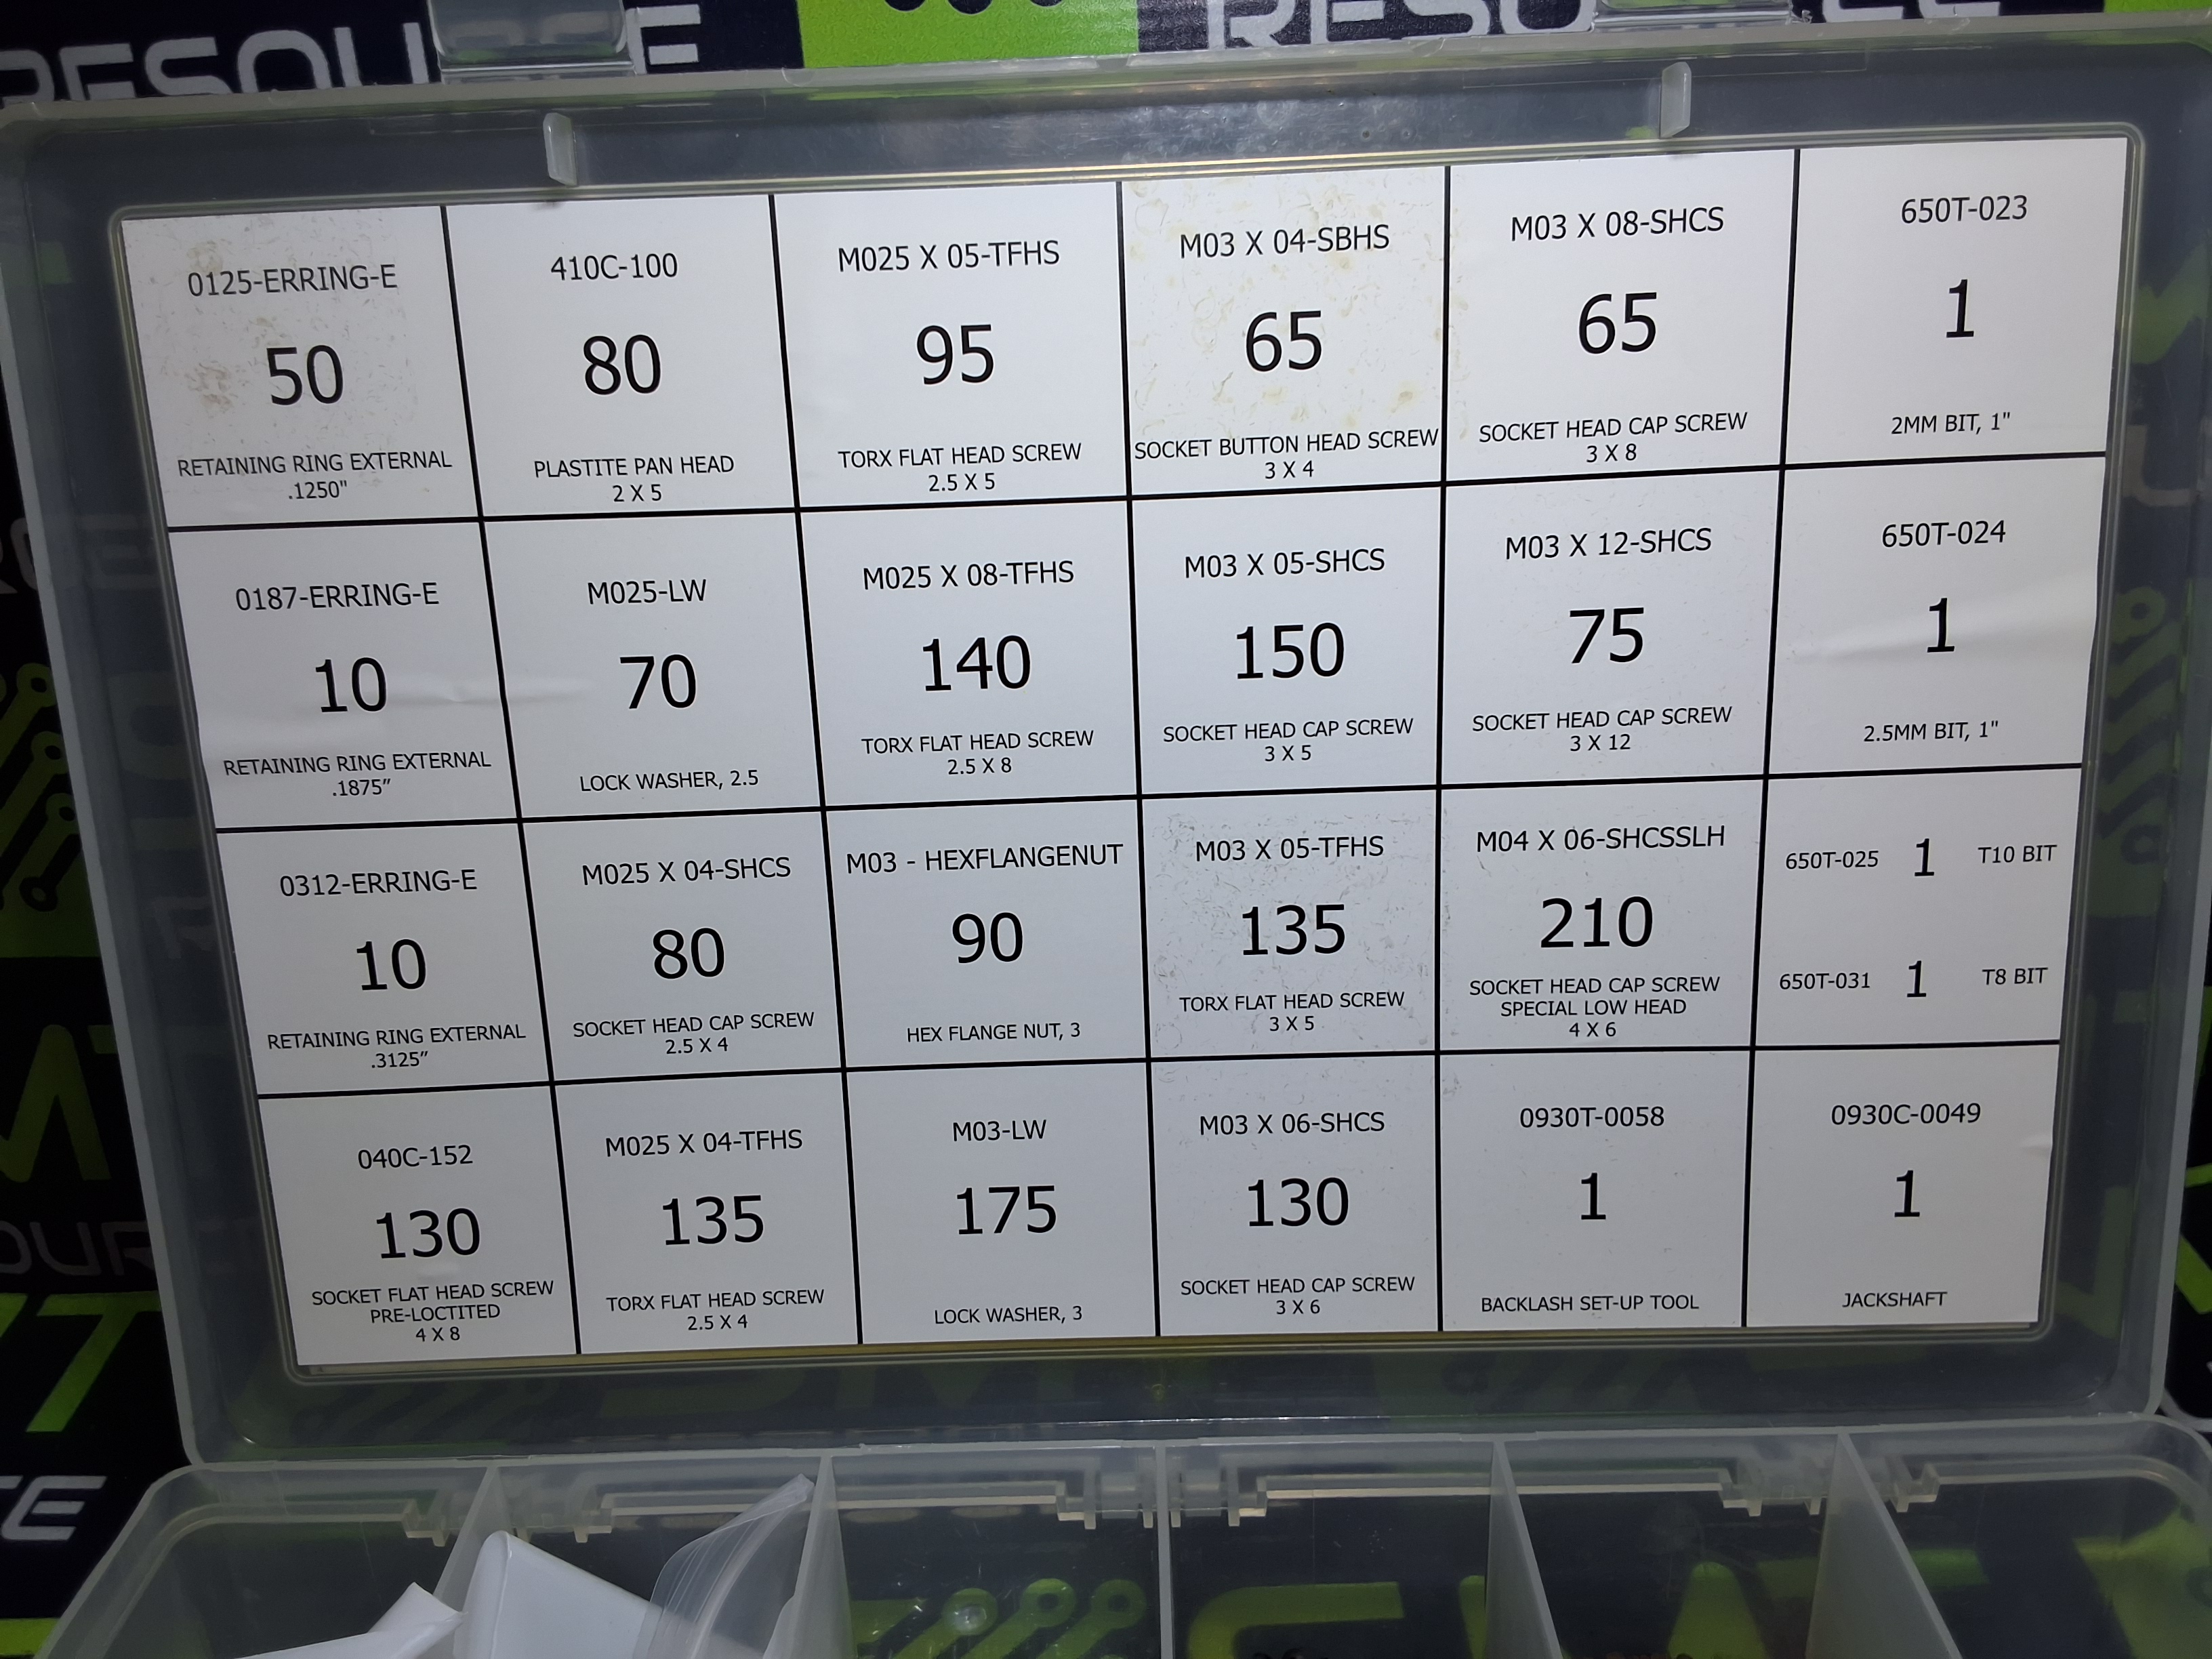 RESOURCE
RESOURCE
0125-ERRING-E
50
RETAINING RING EXTERNAL
.1250"
410C-100
80
PLASTITE PAN HEAD
2 X 5
M025 X 05-TFHS
95
TORX FLAT HEAD SCREW
2.5 X 5
M03 X 04-SBHS
65
SOCKET BUTTON HEAD SCREW
3 X 4
M03 X 08-SHCS
65
SOCKET HEAD CAP SCREW
3 X 8
650T-023
1
2MM BIT, 1"
0187-ERRING-E
10
RETAINING RING EXTERNAL
.1875"
M025-LW
70
LOCK WASHER, 2.5
M025 X 08-TFHS
140
TORX FLAT HEAD SCREW
2.5 X 8
M03 X 05-SHCS
150
SOCKET HEAD CAP SCREW
3 X 5
M03 X 12-SHCS
75
SOCKET HEAD CAP SCREW
3 X 12
650T-024
1
2.5MM BIT, 1"
0312-ERRING-E
10
RETAINING RING EXTERNAL
.3125"
M025 X 04-SHCS
80
SOCKET HEAD CAP SCREW
2.5 X 4
M03 - HEXFLANGENUT
90
HEX FLANGE NUT, 3
M03 X 05-TFHS
135
TORX FLAT HEAD SCREW
3 X 5
M04 X 06-SHCSSLH
210
SOCKET HEAD CAP SCREW
SPECIAL LOW HEAD
4 X 6
650T-025 1 T10 BIT
650T-031 1 T8 BIT
040C-152
130
SOCKET FLAT HEAD SCREW
PRE-LOCTITED
4 X 8
M025 X 04-TFHS
135
TORX FLAT HEAD SCREW
2.5 X 4
M03-LW
175
LOCK WASHER, 3
M03 X 06-SHCS
130
SOCKET HEAD CAP SCREW
3 X 6
0930T-0058
1
BACKLASH SET-UP TOOL
0930C-0049
1
JACKSHAFT